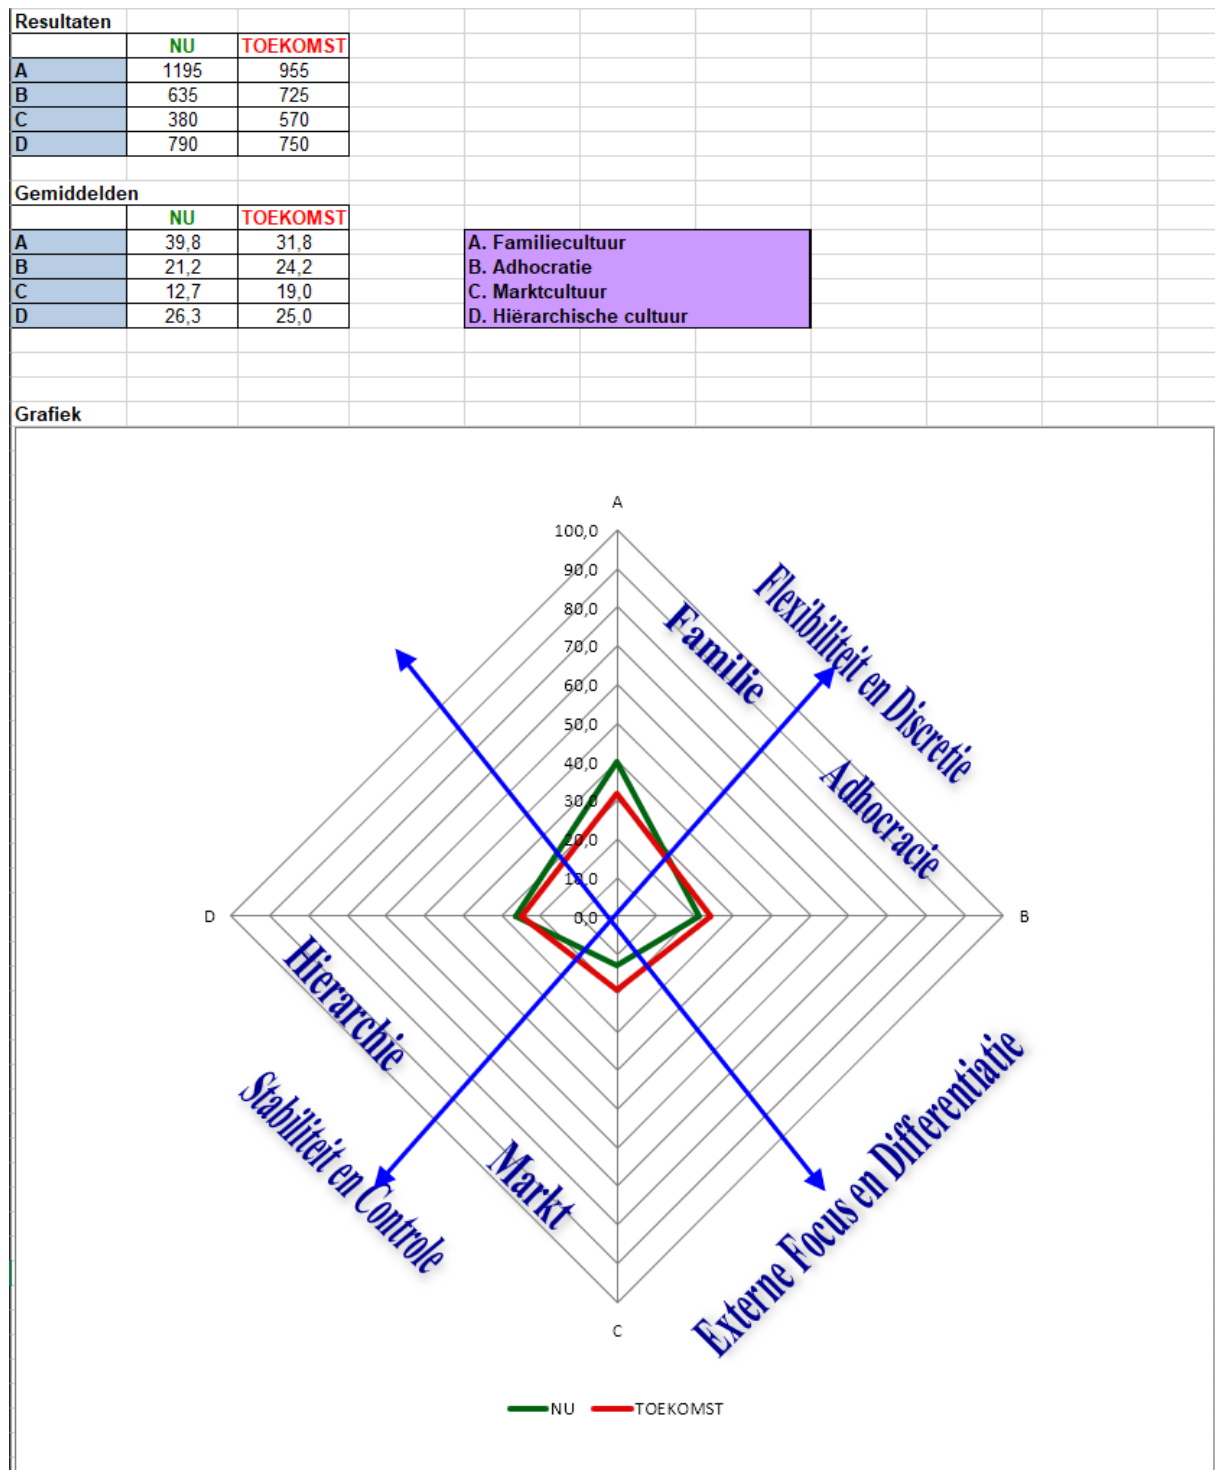 Resultaten
NU TOEKOMST
A 1195 955
B 635 725
C 380 570
D 790 750
Gemiddelden
NU TOEKOMST
A 39,8 31,8
B 21,2 24,2
C 12,7 19,0
D 26,3 25,0
A. Familiecultuur
B. Adhocratie
C. Marktcultuur
D. Hiërarchische cultuur
Grafiek
A
100,0
90,0
80,0
70,0
60,0
50,0
40,0
30,0
20,0
10,0
0,0
Familie
Flexibiliteit en Discretie
Adhocracie
D
B
Hierarchie
Stabiliteit en Controle
Markt
Externe Focus en Differentiatie
C
NU TOEKOMST